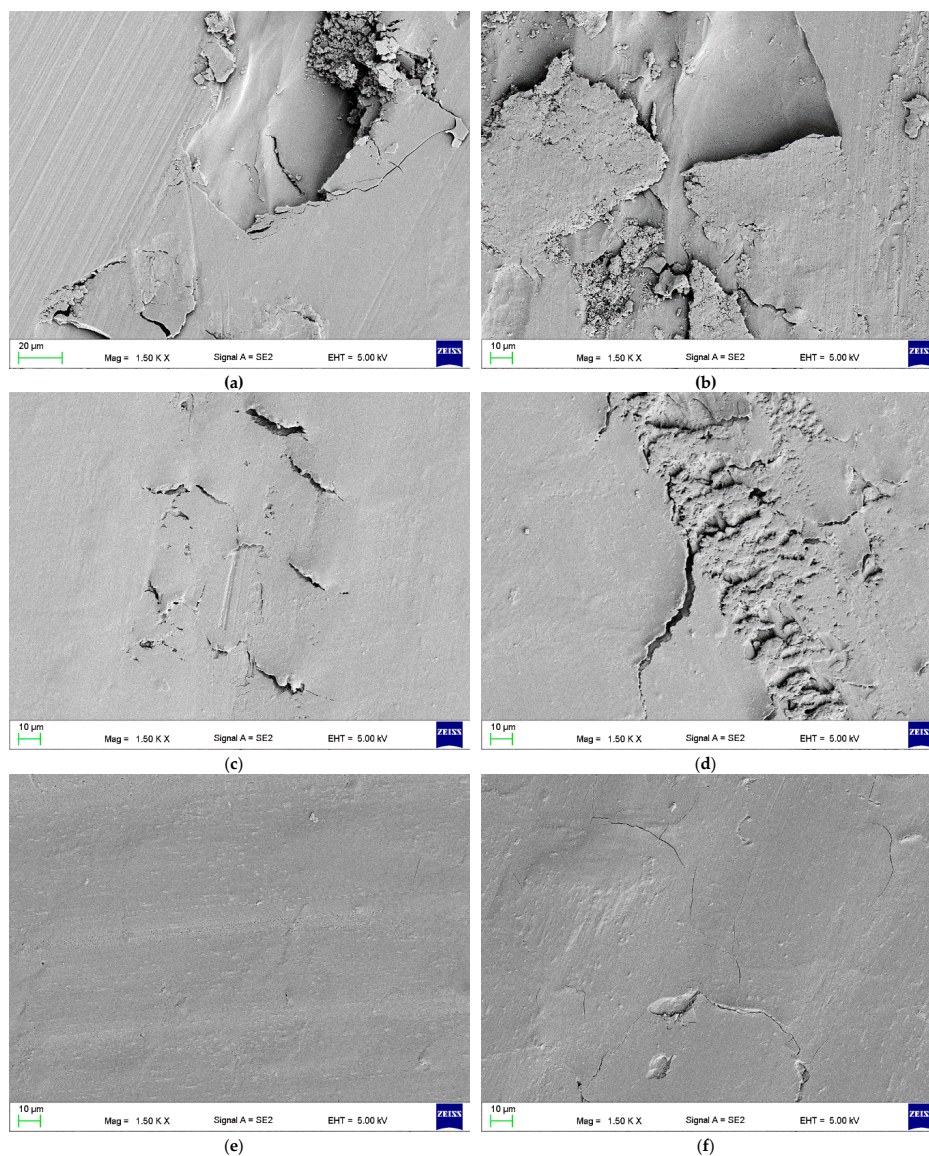 20 µm Mag = 1.50 K X Signal A = SE2 EHT = 5.00 kV ZEISS
(a)
10 µm Mag = 1.50 K X Signal A = SE2 EHT = 5.00 kV ZEISS
(b)
10 µm Mag = 1.50 K X Signal A = SE2 EHT = 5.00 kV ZEISS
(c)
10 µm Mag = 1.50 K X Signal A = SE2 EHT = 5.00 kV ZEISS
(d)
10 µm Mag = 1.50 K X Signal A = SE2 EHT = 5.00 kV ZEISS
(e)
10 µm Mag = 1.50 K X Signal A = SE2 EHT = 5.00 kV ZEISS
(f)